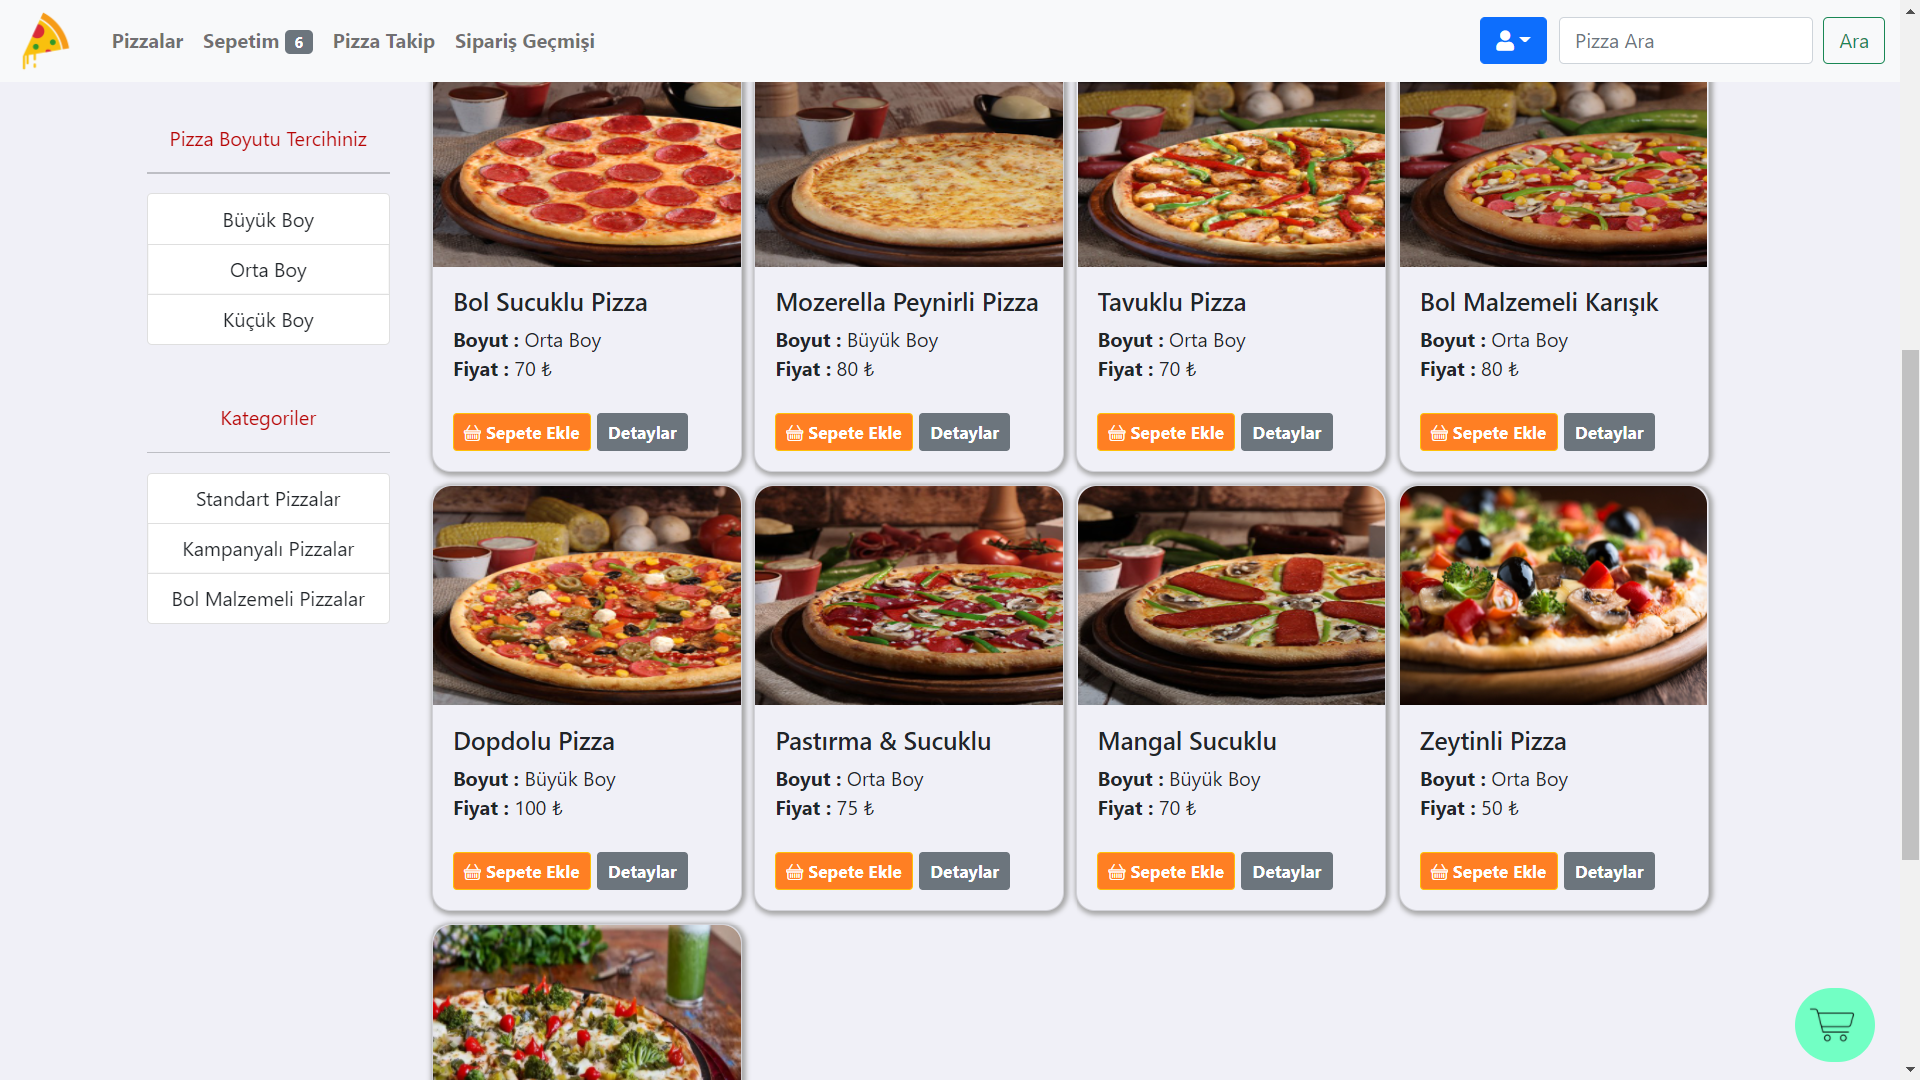 Pizzalar
Sepetim 6
Pizza Takip
Sipariş Geçmişi
Pizza Ara
Ara
Pizza Boyutu Tercihiniz
Büyük Boy
Orta Boy
Küçük Boy
Kategoriler
Standart Pizzalar
Kampanyalı Pizzalar
Bol Malzemeli Pizzalar
Bol Sucuklu Pizza
Boyut : Orta Boy
Fiyat : 70 ₺
Sepete Ekle
Detaylar
Mozerella Peynirli Pizza
Boyut : Büyük Boy
Fiyat : 80 ₺
Sepete Ekle
Detaylar
Tavuklu Pizza
Boyut : Orta Boy
Fiyat : 70 ₺
Sepete Ekle
Detaylar
Bol Malzemeli Karışık
Boyut : Orta Boy
Fiyat : 80 ₺
Sepete Ekle
Detaylar
Dopdolu Pizza
Boyut : Büyük Boy
Fiyat : 100 ₺
Sepete Ekle
Detaylar
Pastırma & Sucuklu
Boyut : Orta Boy
Fiyat : 75 ₺
Sepete Ekle
Detaylar
Mangal Sucuklu
Boyut : Büyük Boy
Fiyat : 70 ₺
Sepete Ekle
Detaylar
Zeytinli Pizza
Boyut : Orta Boy
Fiyat : 50 ₺
Sepete Ekle
Detaylar